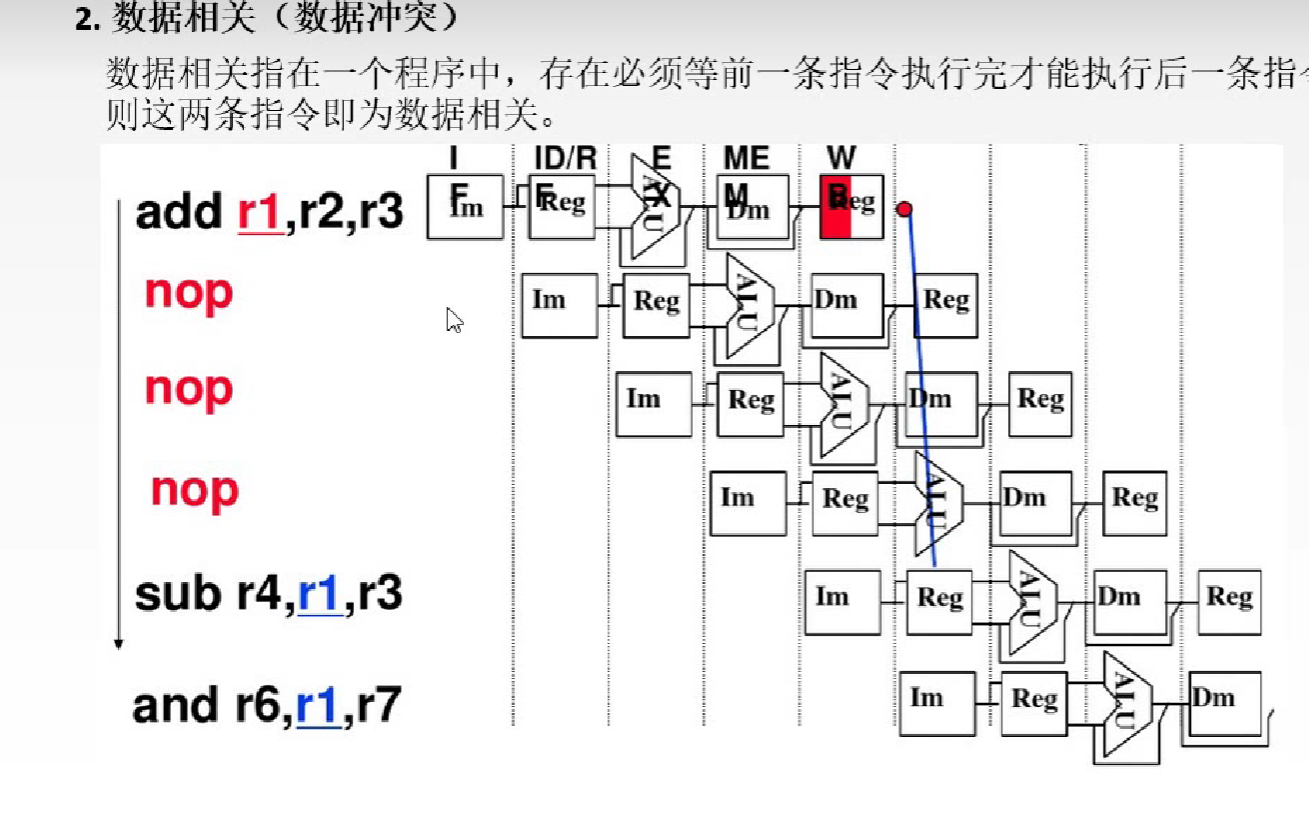 2. 数据相关（数据冲突）
数据相关指在一个程序中，存在必须等前一条指令执行完才能执行后一条指
则这两条指令即为数据相关。
IF ID/RF EX MEM WB
add r1,r2,r3 Im Reg ALU Dm Reg
nop Im Reg ALU Dm Reg
nop Im Reg ALU Dm Reg
nop Im Reg ALU Dm Reg
sub r4,r1,r3 Im Reg ALU Dm Reg
and r6,r1,r7 Im Reg ALU Dm